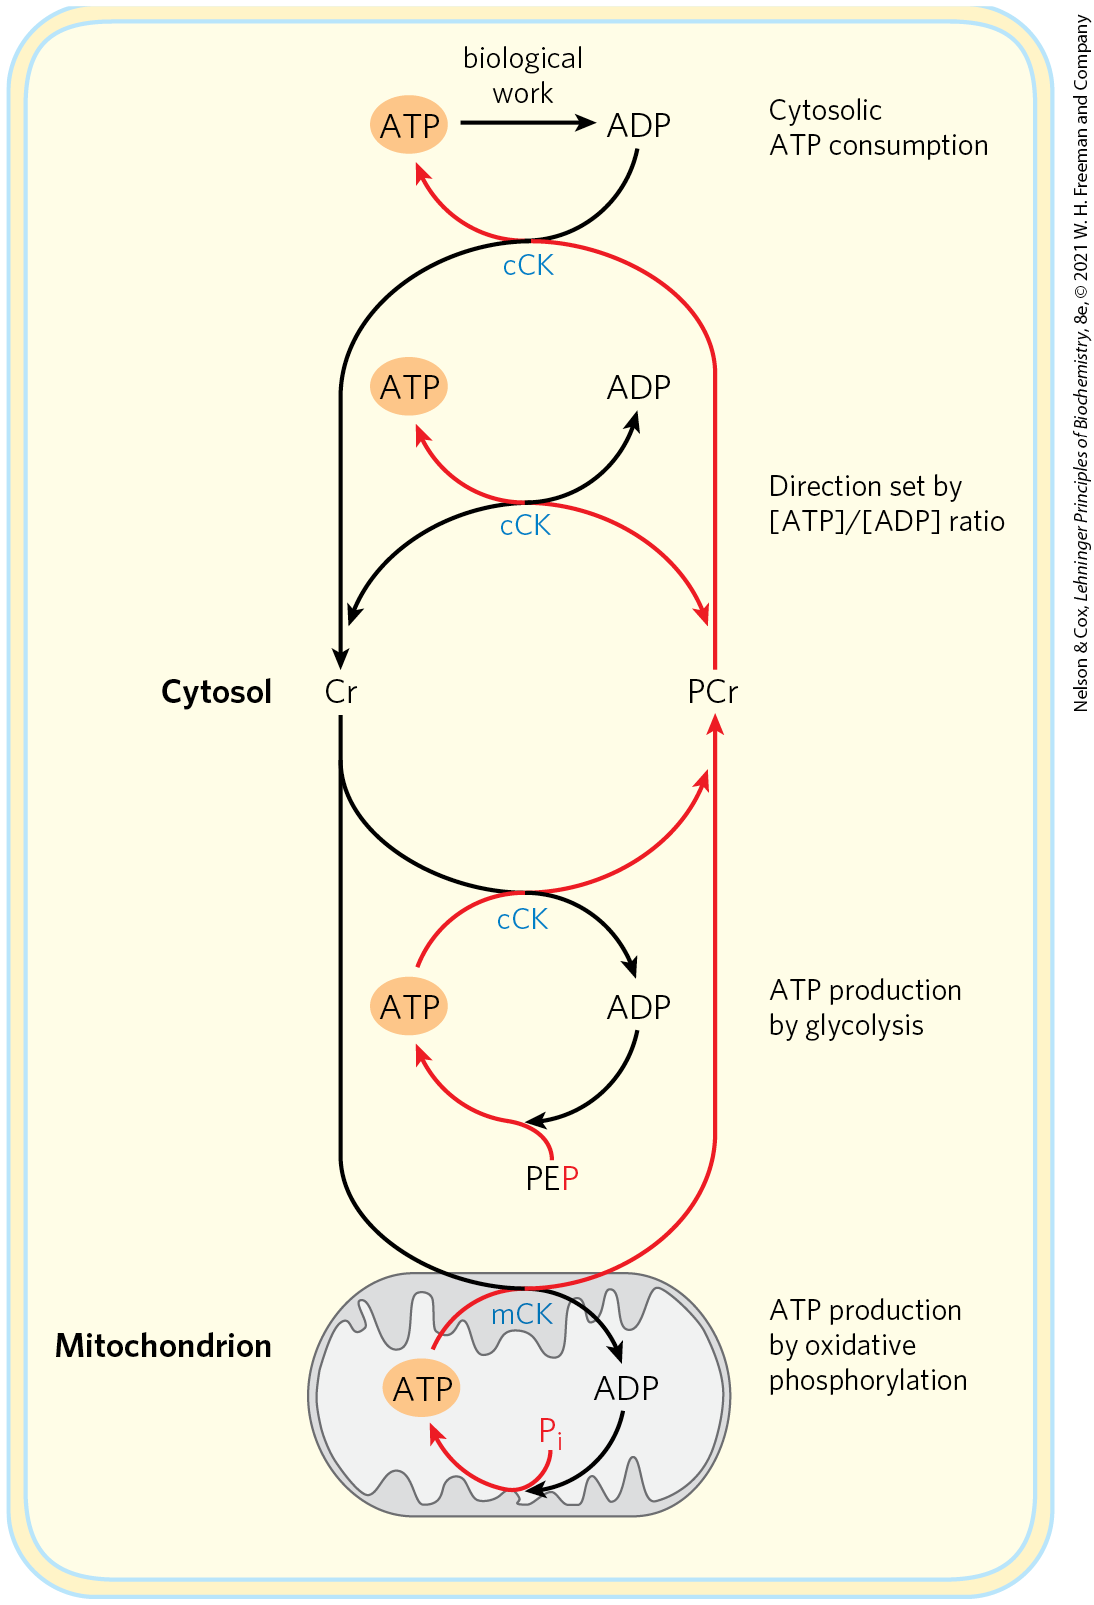 biological
work
ATP
ADP
Cytosolic
ATP consumption
cCK
ATP
ADP
Direction set by
[ATP]/[ADP] ratio
cCK
Cytosol
Cr
PCr
cCK
ATP
ADP
ATP production
by glycolysis
PEP
Mitochondrion
mCK
ATP
ADP
Pi
ATP production
by oxidative
phosphorylation
Nelson & Cox, Lehninger Principles of Biochemistry, 8e, © 2021 W. H. Freeman and Company